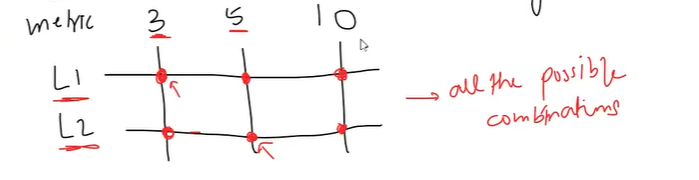 metric 3 5 10
L1
L2
→ all the possible
combinations